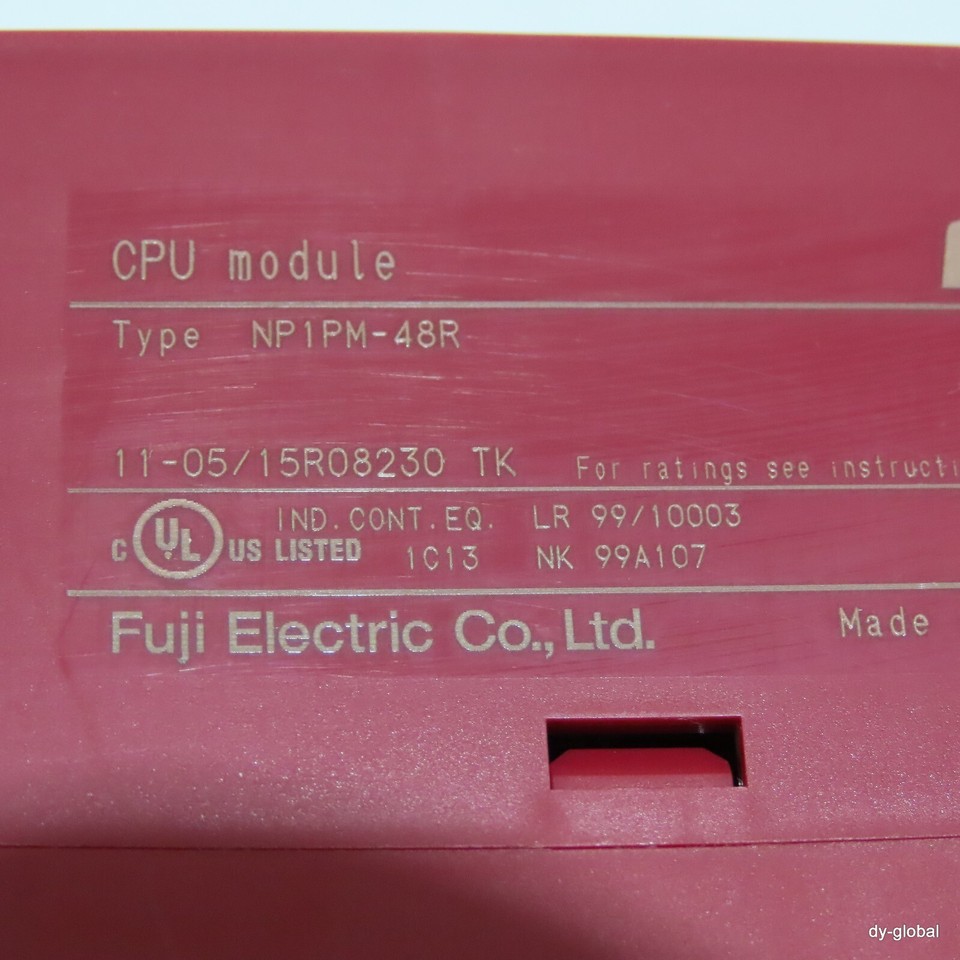 CPU module
Type NP1PM-48R
11-05/15R08230 TK For ratings see instructi
C UL US LISTED IND.CONT.EQ. 1C13 LR 99/10003
NK 99A107
Fuji Electric Co.,Ltd. Made
dy-global